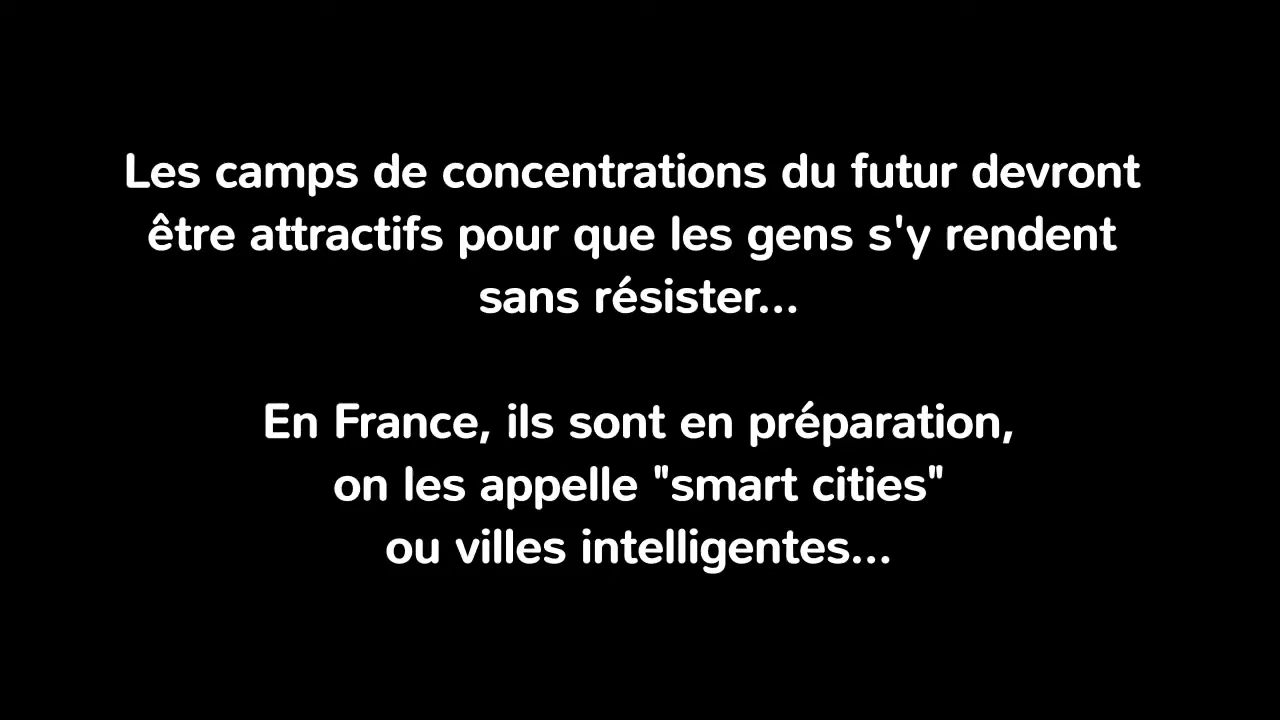 Les camps de concentrations du futur devront
être attractifs pour que les gens s'y rendent
sans résister...
En France, ils sont en préparation,
on les appelle "smart cities"
ou villes intelligentes...